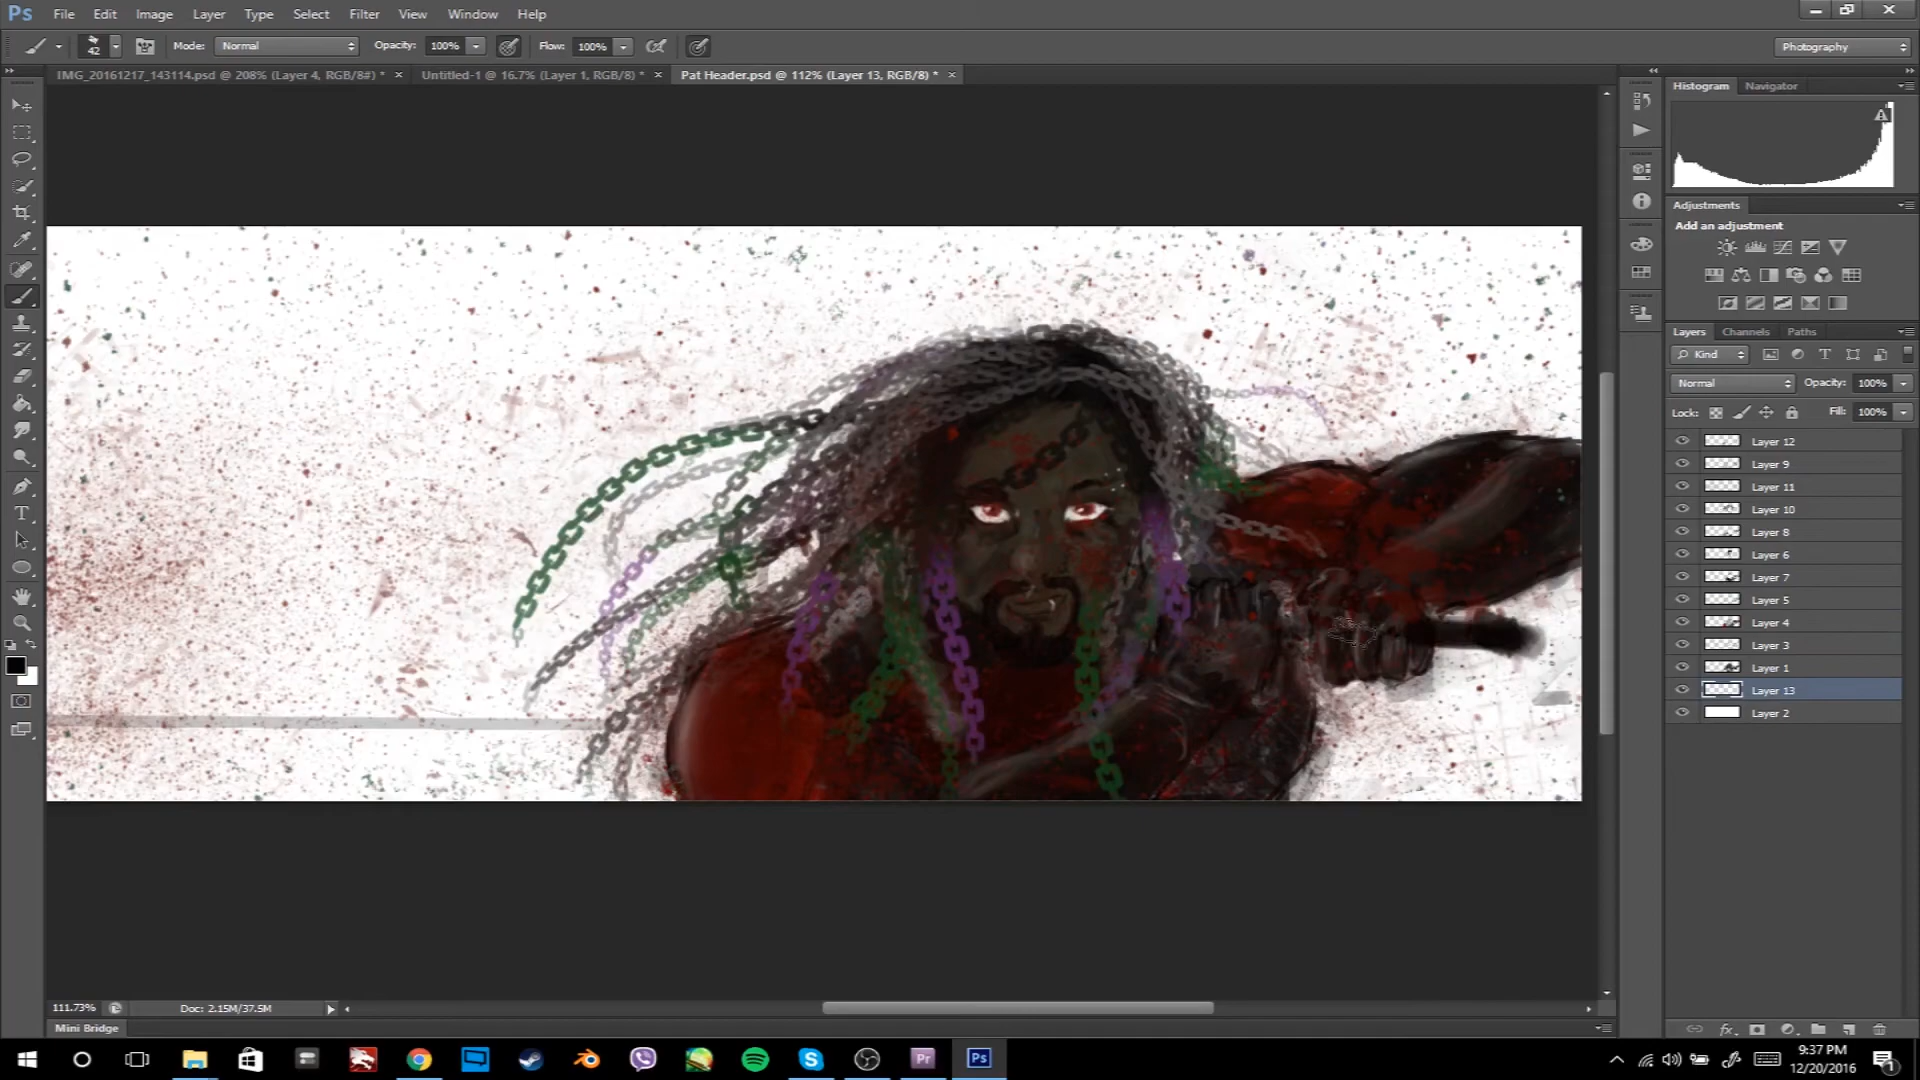 Ps File Edit Image Layer Type Select Filter View Window Help
42 Mode: Normal Opacity: 100% Flow: 100% Photography
IMG_20161217_143114.psd @ 208% (Layer 4, RGB/8#) * × Untitled-1 @ 16.7% (Layer 1, RGB/8) * × Pat Header.psd @ 112% (Layer 13, RGB/8) * ×
Histogram Navigator
Adjustments
Add an adjustment
Layers Channels Paths
Kind
Normal Opacity: 100%
Lock: Fill: 100%
Layer 12
Layer 9
Layer 11
Layer 10
Layer 8
Layer 6
Layer 7
Layer 5
Layer 4
Layer 3
Layer 1
Layer 13
Layer 2
111.73% Doc: 2.15M/37.5M
Mini Bridge
fx
Pr Ps
9:37 PM
12/20/2016
1